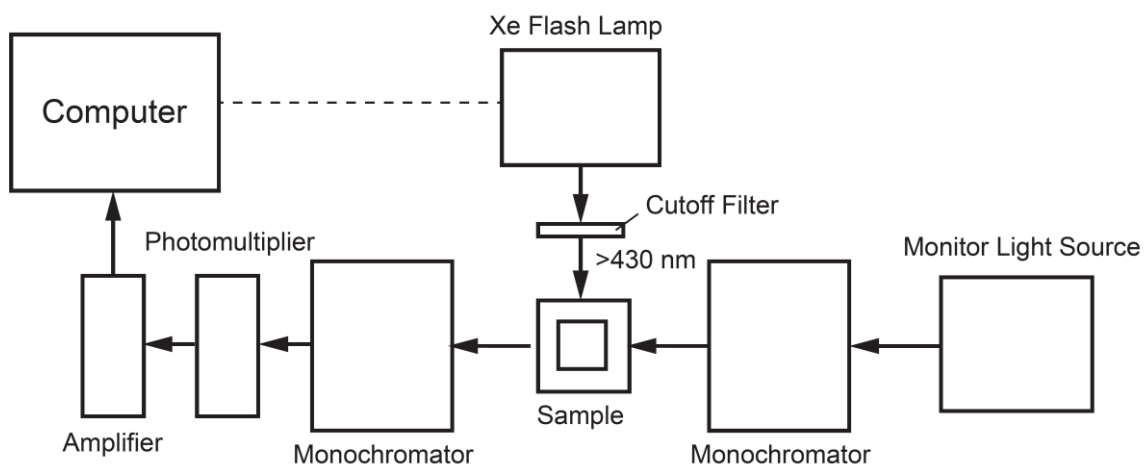 Xe Flash Lamp
Computer
Cutoff Filter
Photomultiplier
>430 nm
Monitor Light Source
Sample
Amplifier
Monochromator
Monochromator